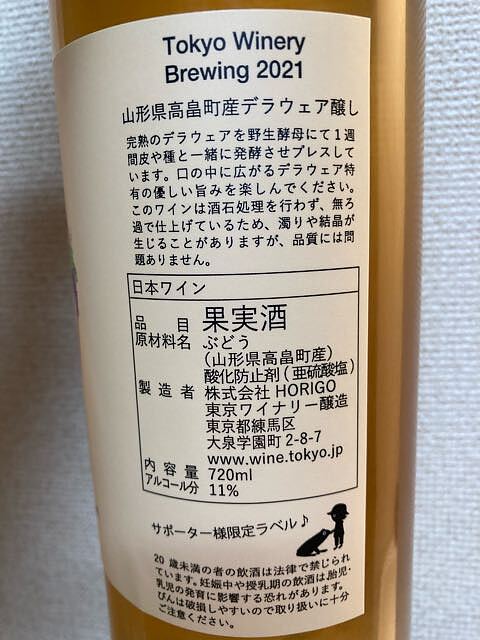 Tokyo Winery
Brewing 2021
山形県高畠町産デラウェア醸し
完熟のデラウェアを野生酵母にて1週
間皮や種と一緒に発酵させプレスして
います。口の中に広がるデラウェア特
有の優しい旨みを楽しんでください。
このワインは酒石処理を行わず、無ろ
過で仕上げているため、濁りや結晶が
生じることがありますが、品質には問
題ありません。
日本ワイン
品目 果実酒
原材料名 ぶどう
(山形県高畠町産)
酸化防止剤(亜硫酸塩)
製造者 株式会社 HORIGO
東京ワイナリー醸造
東京都練馬区
大泉学園町2-8-7
www.wine.tokyo.jp
内容量 720ml
アルコール分 11%
サポーター様限定ラベル♪
20 歳未満の者の飲酒は法律で禁じられ
ています。妊娠中や授乳期の飲酒は胎児・
乳児の発育に影響する恐れがあります。
びんは破損しやすいので取り扱いに十分
ご注意ください。